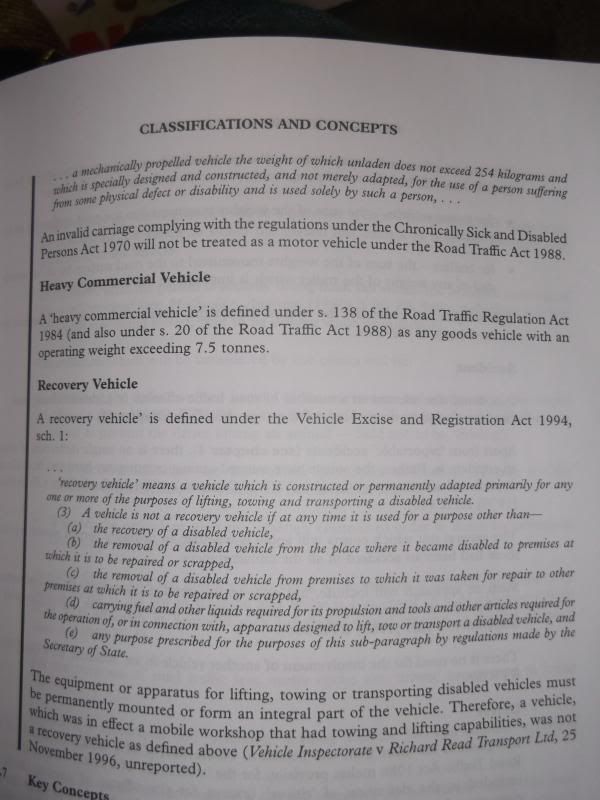 CLASSIFICATIONS AND CONCEPTS
. . . a mechanically propelled vehicle the weight of which unladen does not exceed 254 kilograms and
which is specially designed and constructed, and not merely adapted, for the use of a person suffering
from some physical defect or disability and is used solely by such a person, . . .
An invalid carriage complying with the regulations under the Chronically Sick and Disabled
Persons Act 1970 will not be treated as a motor vehicle under the Road Traffic Act 1988.
Heavy Commercial Vehicle
A 'heavy commercial vehicle' is defined under s. 138 of the Road Traffic Regulation Act
1984 (and also under s. 20 of the Road Traffic Act 1988) as any goods vehicle with an
operating weight exceeding 7.5 tonnes.
Recovery Vehicle
A recovery vehicle' is defined under the Vehicle Excise and Registration Act 1994,
sch. 1:
. . .
'recovery vehicle' means a vehicle which is constructed or permanently adapted primarily for any
one or more of the purposes of lifting, towing and transporting a disabled vehicle.
(3) A vehicle is not a recovery vehicle if at any time it is used for a purpose other than—
(a) the recovery of a disabled vehicle,
(b) the removal of a disabled vehicle from the place where it became disabled to premises at
which it is to be repaired or scrapped,
(c) the removal of a disabled vehicle from premises to which it was taken for repair to other
premises at which it is to be repaired or scrapped,
(d) carrying fuel and other liquids required for its propulsion and tools and other articles required for
the operation of, or in connection with, apparatus designed to lift, tow or transport a disabled vehicle, and
(e) any purpose prescribed for the purposes of this sub-paragraph by regulations made by the
Secretary of State.
The equipment or apparatus for lifting, towing or transporting disabled vehicles must
be permanently mounted or form an integral part of the vehicle. Therefore, a vehicle,
which was in effect a mobile workshop that had towing and lifting capabilities, was not
a recovery vehicle as defined above (Vehicle Inspectorate v Richard Read Transport Ltd, 25
November 1996, unreported).
Key Concepts